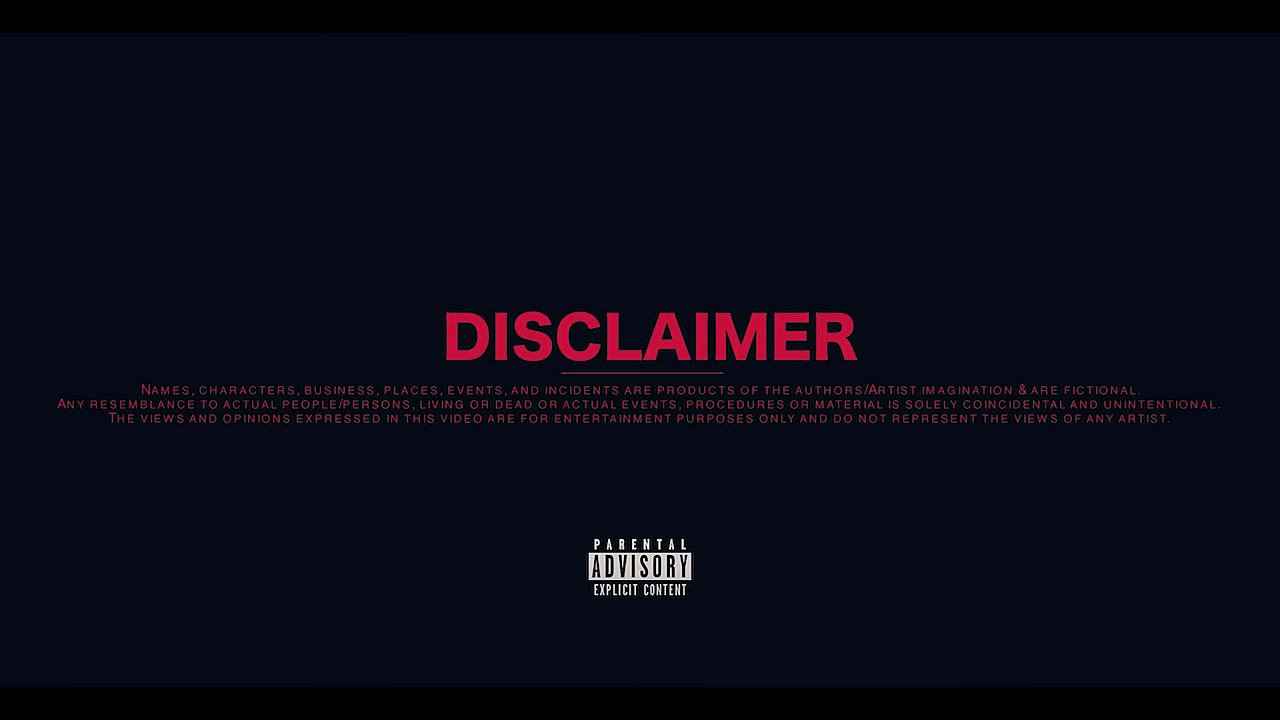 DISCLAIMER
NAMES, CHARACTERS, BUSINESS, PLACES, EVENTS, AND INCIDENTS ARE PRODUCTS OF THE AUTHORS/ARTIST IMAGINATION & ARE FICTIONAL.
ANY RESEMBLANCE TO ACTUAL PEOPLE/PERSONS, LIVING OR DEAD OR ACTUAL EVENTS, PROCEDURES OR MATERIAL IS SOLELY COINCIDENTAL AND UNINTENTIONAL.
THE VIEWS AND OPINIONS EXPRESSED IN THIS VIDEO ARE FOR ENTERTAINMENT PURPOSES ONLY AND DO NOT REPRESENT THE VIEWS OF ANY ARTIST.
PARENTAL
ADVISORY
EXPLICIT CONTENT